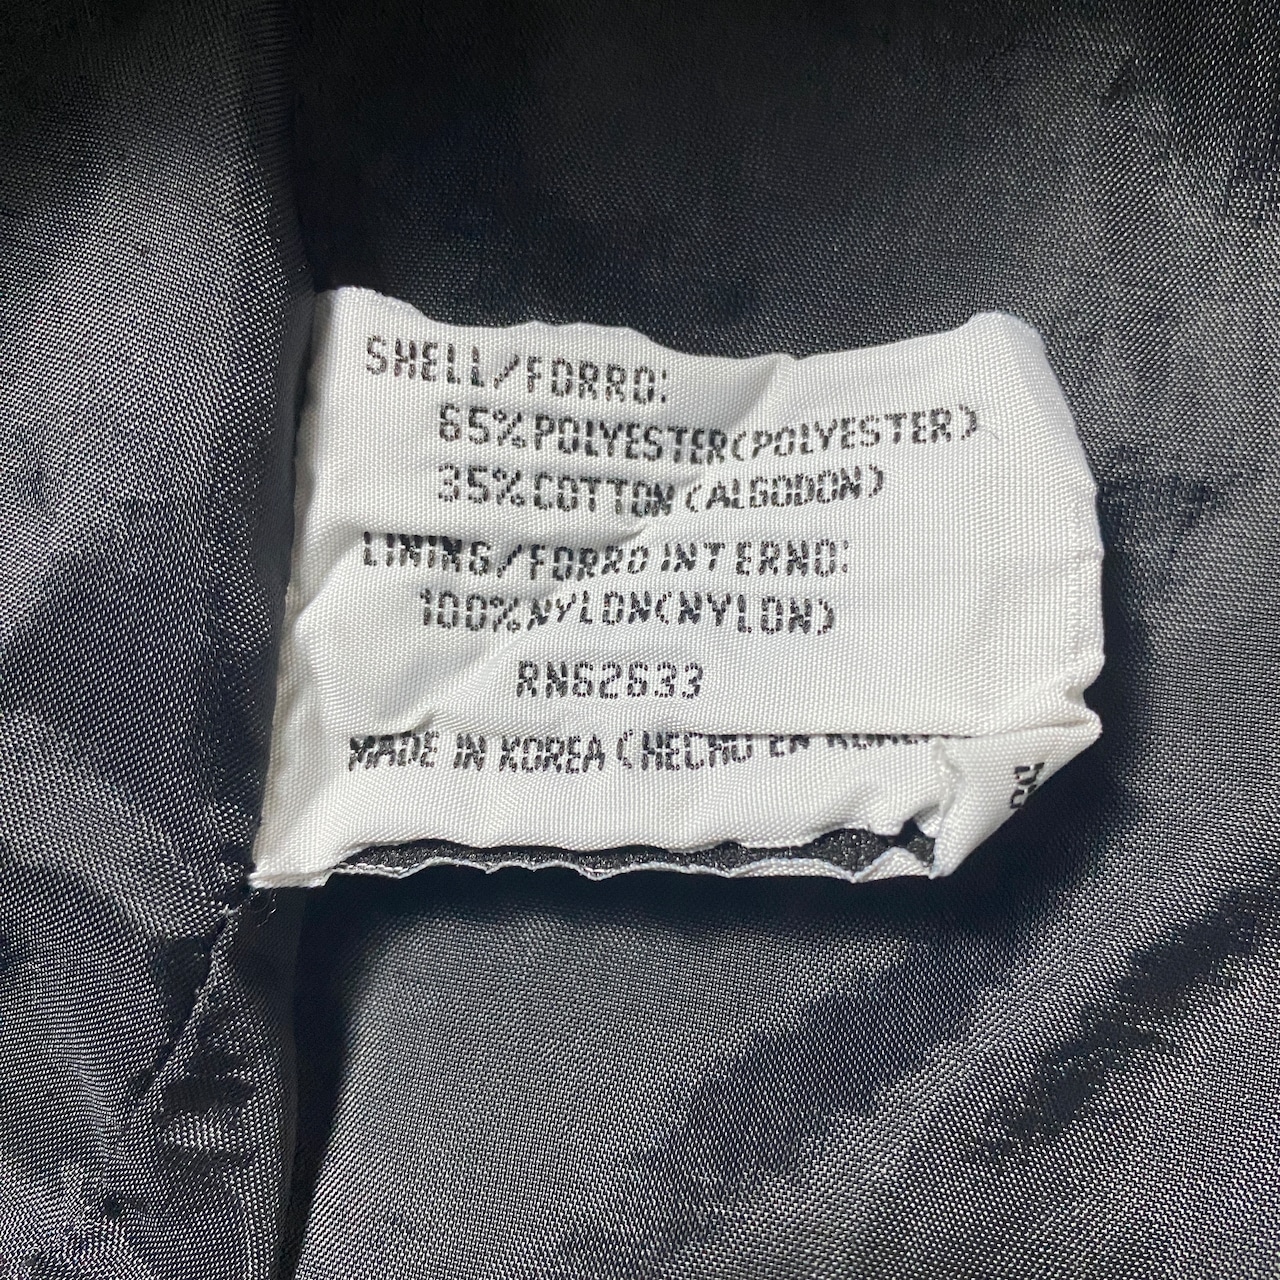 SHELL/FORRO:
65% POLYESTER (POLYESTER)
35% COTTON (ALGODON)
LINING/FORRO INTERNO:
100% NYLON (NYLON)
RN62633
MADE IN KOREA (HECHO EN